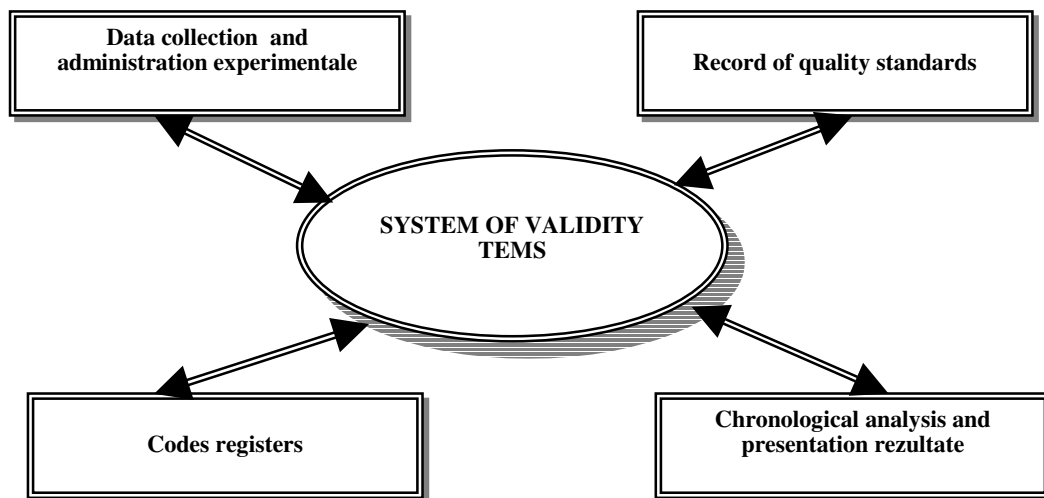 Data collection and
administration experimentale
Record of quality standards
SYSTEM OF VALIDITY
TEMS
Codes registers
Chronological analysis and
presentation rezultate